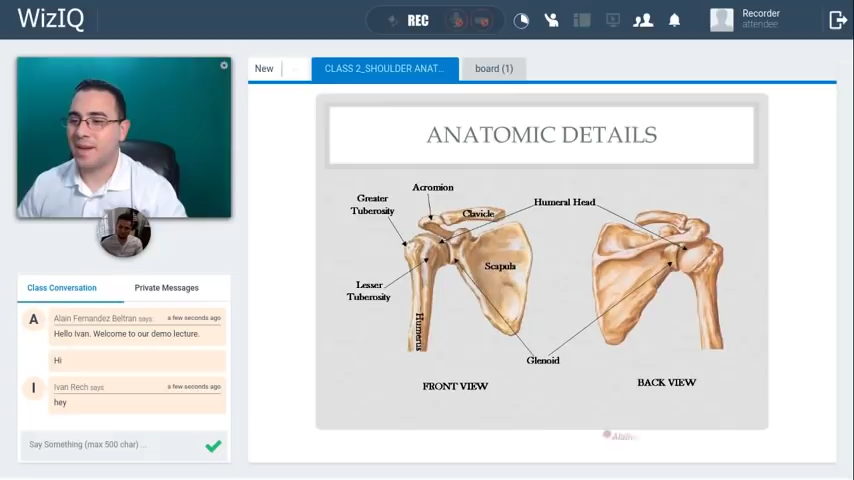 WizIQ
REC
Recorder
attendee
New
CLASS 2_SHOULDER ANAT...
board (1)
ANATOMIC DETAILS
Acromion
Greater
Tuberosity
Clavicle
Humeral Head
Scapula
Lesser
Tuberosity
Humerus
Glenoid
FRONT VIEW
BACK VIEW
Alain
Class Conversation
Private Messages
A
Alain Fernandez Beltran says:
a few seconds ago
Hello Ivan. Welcome to our demo lecture.
Hi
I
Ivan Rech says
a few seconds ago
hey
Say Something (max 500 char) ...